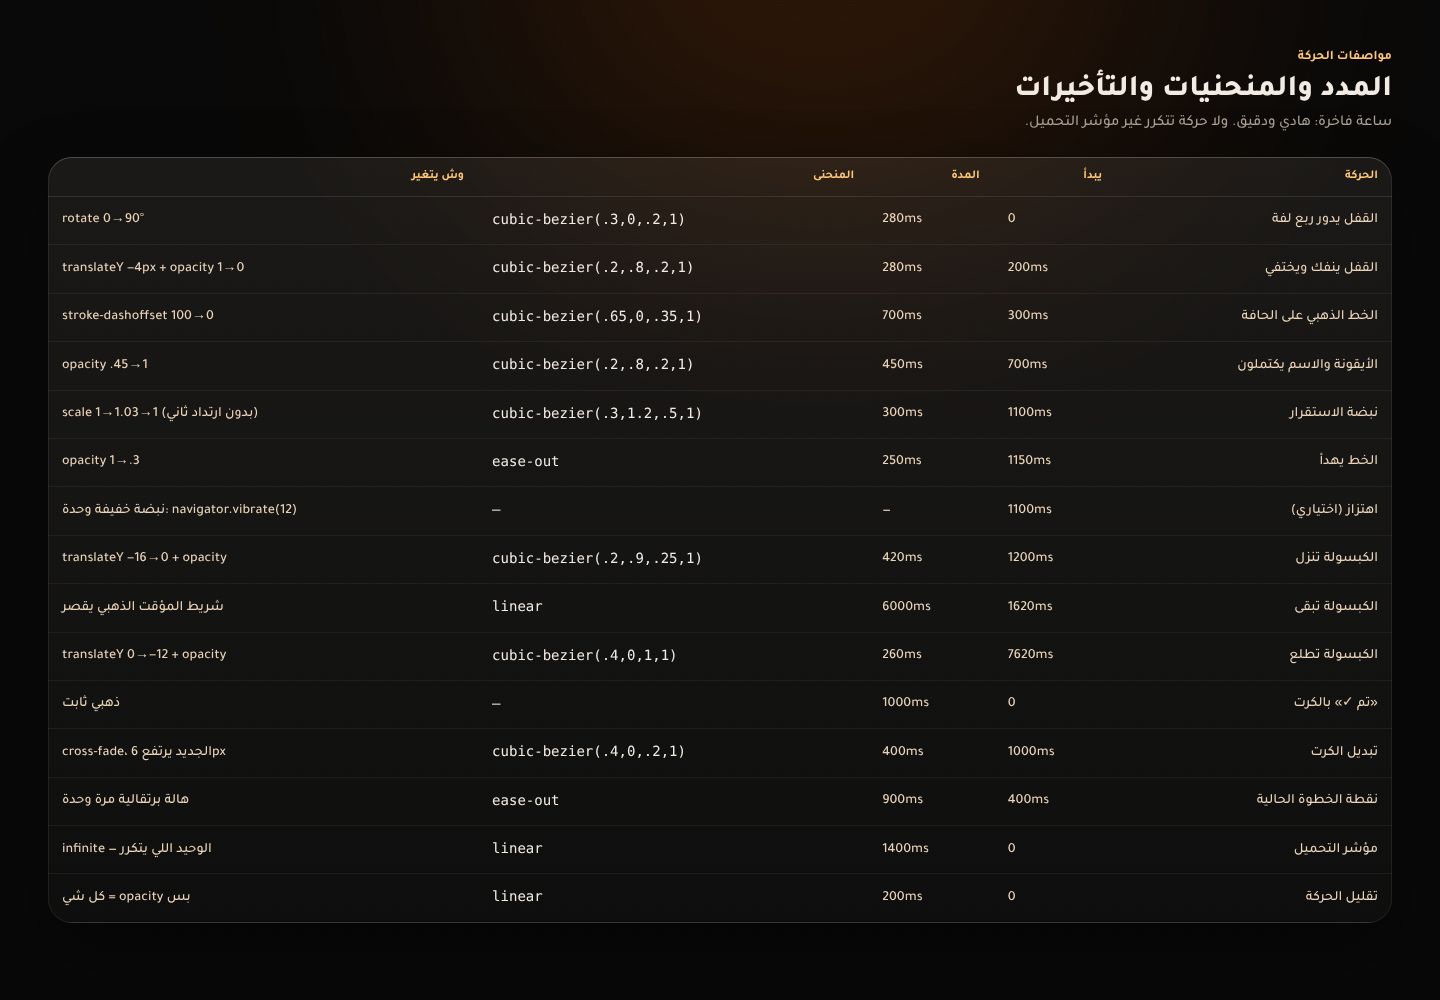 مواصفات الحركة
المدد والمنحنيات والتأخيرات
ساعة فاخرة: هادي ودقيق. ولا حركة تتكرر غير مؤشر التحميل.
الحركة يبدأ المدة المنحنى وش يتغير
القفل يدور ربع لفة 0 280ms cubic-bezier(.3,0,.2,1) rotate 0→90°
القفل ينفك ويختفي 200ms 280ms cubic-bezier(.2,.8,.2,1) translateY −4px + opacity 1→0
الخط الذهبي على الحافة 300ms 700ms cubic-bezier(.65,0,.35,1) stroke-dashoffset 100→0
الأيقونة والاسم يكتملون 700ms 450ms cubic-bezier(.2,.8,.2,1) opacity .45→1
نبضة الاستقرار 1100ms 300ms cubic-bezier(.3,1.2,.5,1) scale 1→1.03→1 (بدون ارتداد ثاني)
الخط يهدأ 1150ms 250ms ease-out opacity 1→.3
اهتزاز (اختياري) 1100ms — — نبضة خفيفة وحدة: navigator.vibrate(12)
الكبسولة تنزل 1200ms 420ms cubic-bezier(.2,.9,.25,1) translateY −16→0 + opacity
الكبسولة تبقى 1620ms 6000ms linear شريط المؤقت الذهبي يقصر
الكبسولة تطلع 7620ms 260ms cubic-bezier(.4,0,1,1) translateY 0→−12 + opacity
«تم ✓» بالكرت 0 1000ms — ذهبي ثابت
تبديل الكرت 1000ms 400ms cubic-bezier(.4,0,.2,1) cross-fade، الجديد يرتفع 6px
نقطة الخطوة الحالية 400ms 900ms ease-out هالة برتقالية مرة وحدة
مؤشر التحميل 0 1400ms linear infinite — الوحيد اللي يتكرر
تقليل الحركة 0 200ms linear كل شي = opacity بس